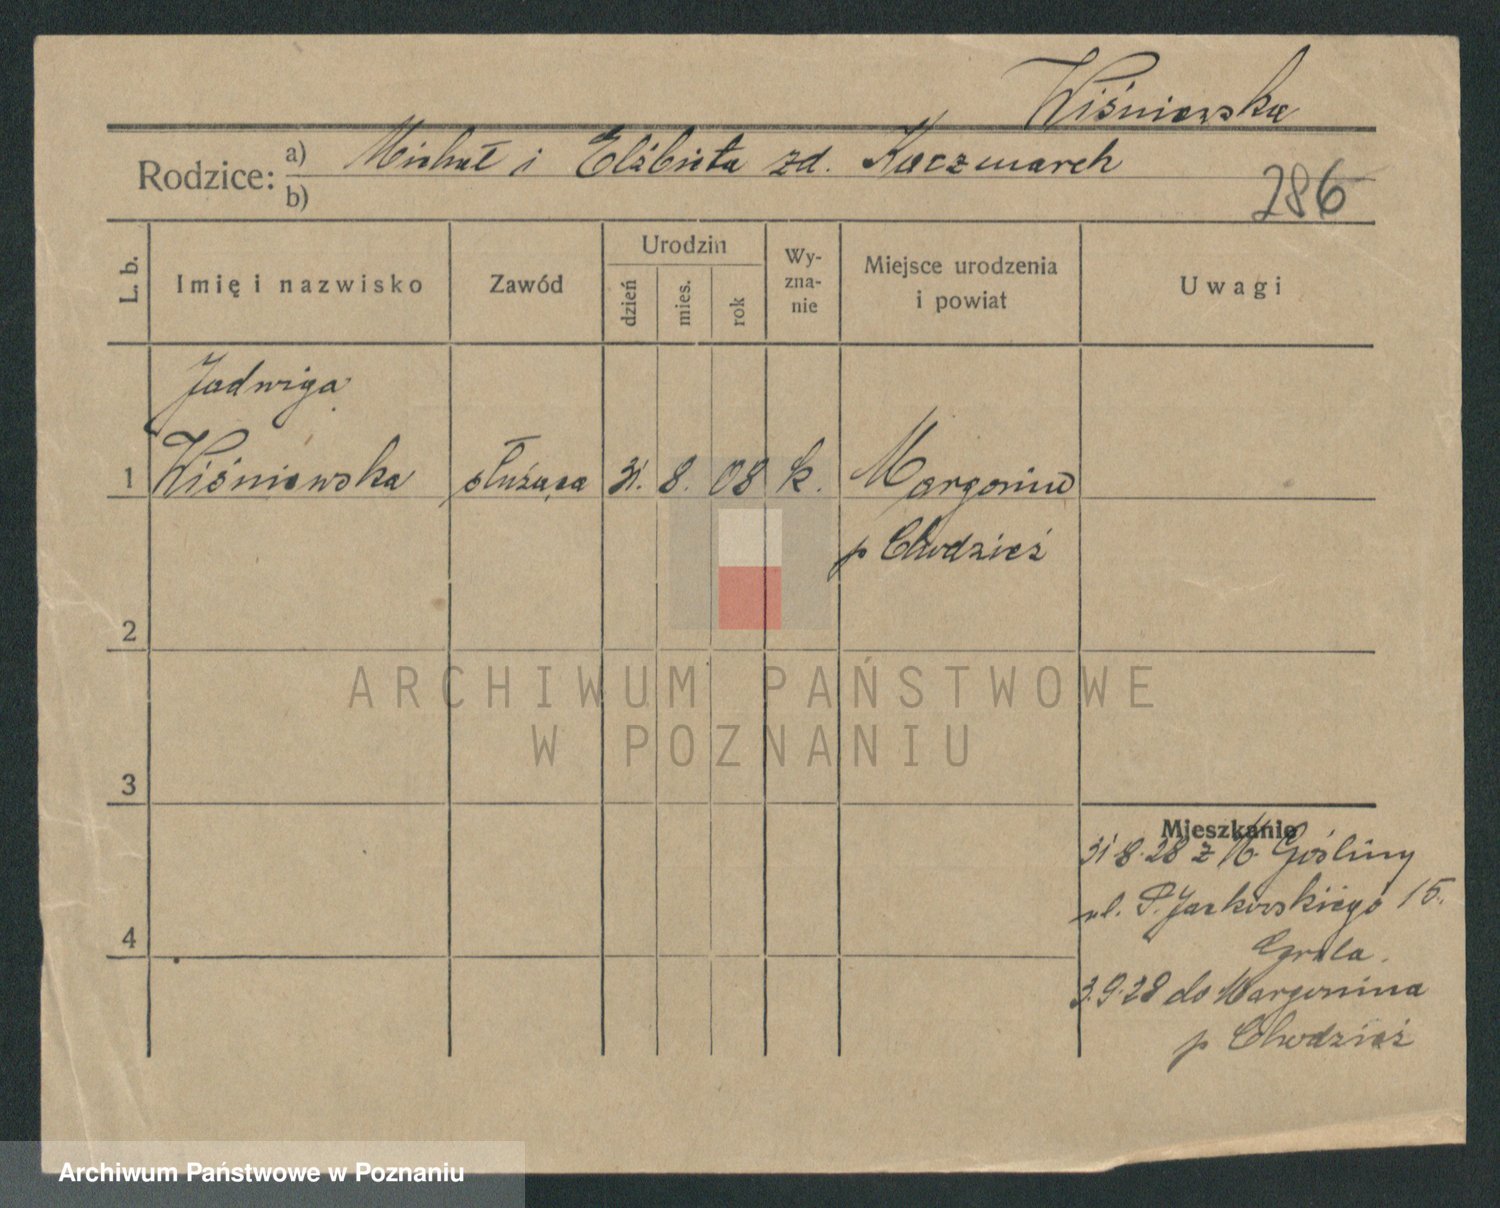 Wiśniewska
Rodzice: a) Michał i Elżbieta zd. Kaczmarek
b)
286
L. b.
Imię i nazwisko
Zawód
Urodzin
dzień
mies.
rok
Wy-
zna-
nie
Miejsce urodzenia
i powiat
Uwagi
Jadwiga
1 Wiśniewska służąca 31. 8. 08 k. Margonin
p Chodzież
2
ARCHIWUM PAŃSTWOWE
W POZNANIU
3
Mieszkanie
31 8.28 z M. Gośliny
ul. P. Jackowskiego 15.
4
3.9.28 do Margonina
p Chodzież
Archiwum Państwowe w Poznaniu